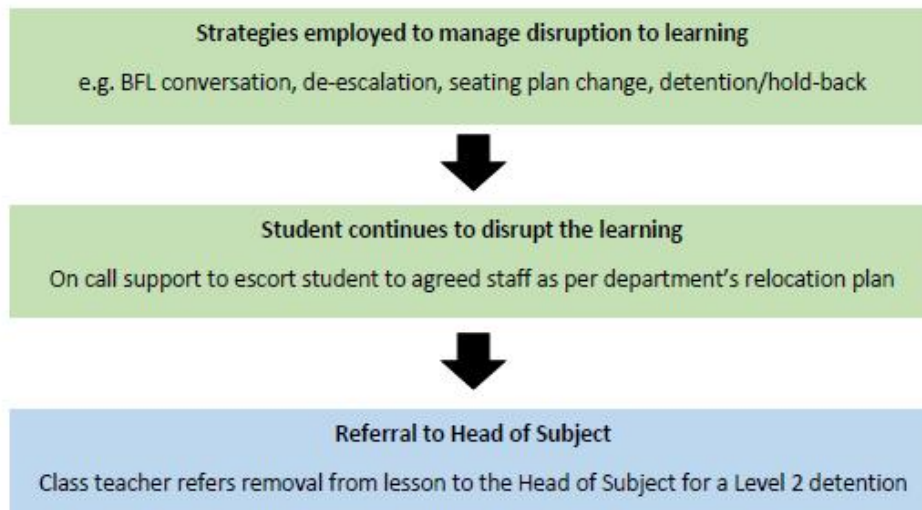 Strategies employed to manage disruption to learning
e.g. BFL conversation, de-escalation, seating plan change, detention/hold-back
Student continues to disrupt the learning
On call support to escort student to agreed staff as per department's relocation plan
Referral to Head of Subject
Class teacher refers removal from lesson to the Head of Subject for a Level 2 detention